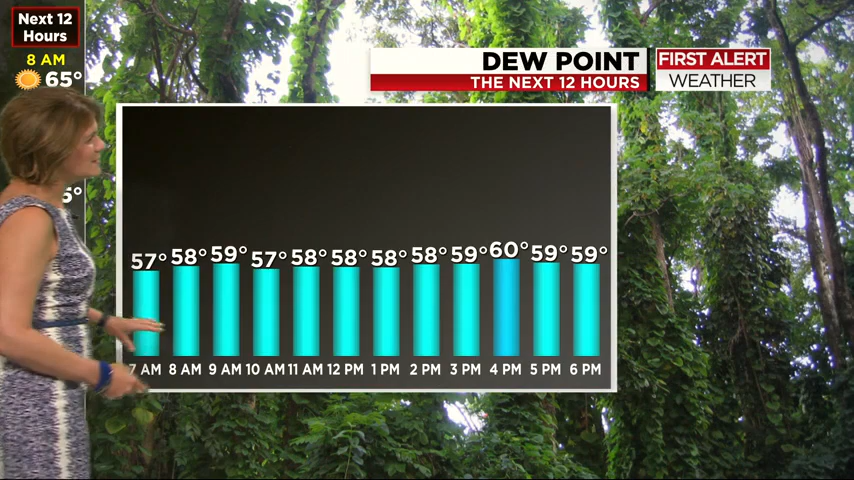 Next 12
Hours
8 AM
65°
5°
DEW POINT
THE NEXT 12 HOURS
FIRST ALERT
WEATHER
57° 58° 59° 57° 58° 58° 58° 58° 59° 60° 59° 59°
7 AM 8 AM 9 AM 10 AM 11 AM 12 PM 1 PM 2 PM 3 PM 4 PM 5 PM 6 PM